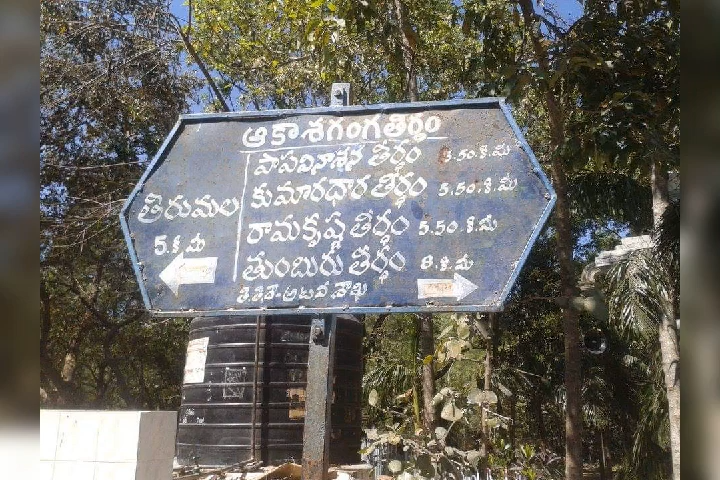 ఆకాశగంగతీర్థం
తిరుమల
5 కి.మీ
పాపవినాశన తీర్థం 3.50 కి.మీ
కుమారధార తీర్థం 5.50 కి.మీ
రామకృష్ణ తీర్థం 5.50 కి.మీ
తుంబురు తీర్థం 8 కి.మీ
తి.తి.దే-అటవీ శాఖ